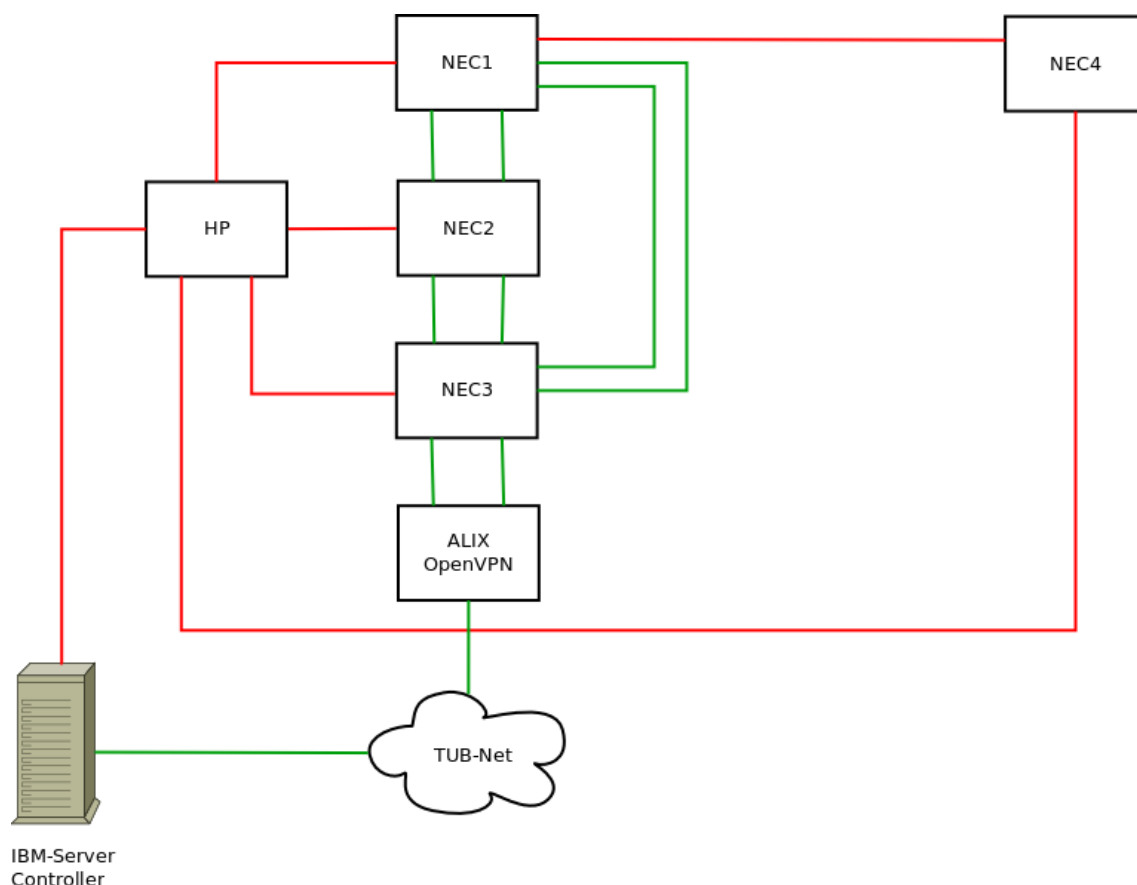 NEC1
NEC4
HP
NEC2
NEC3
ALIX
OpenVPN
TUB-Net
IBM-Server
Controller